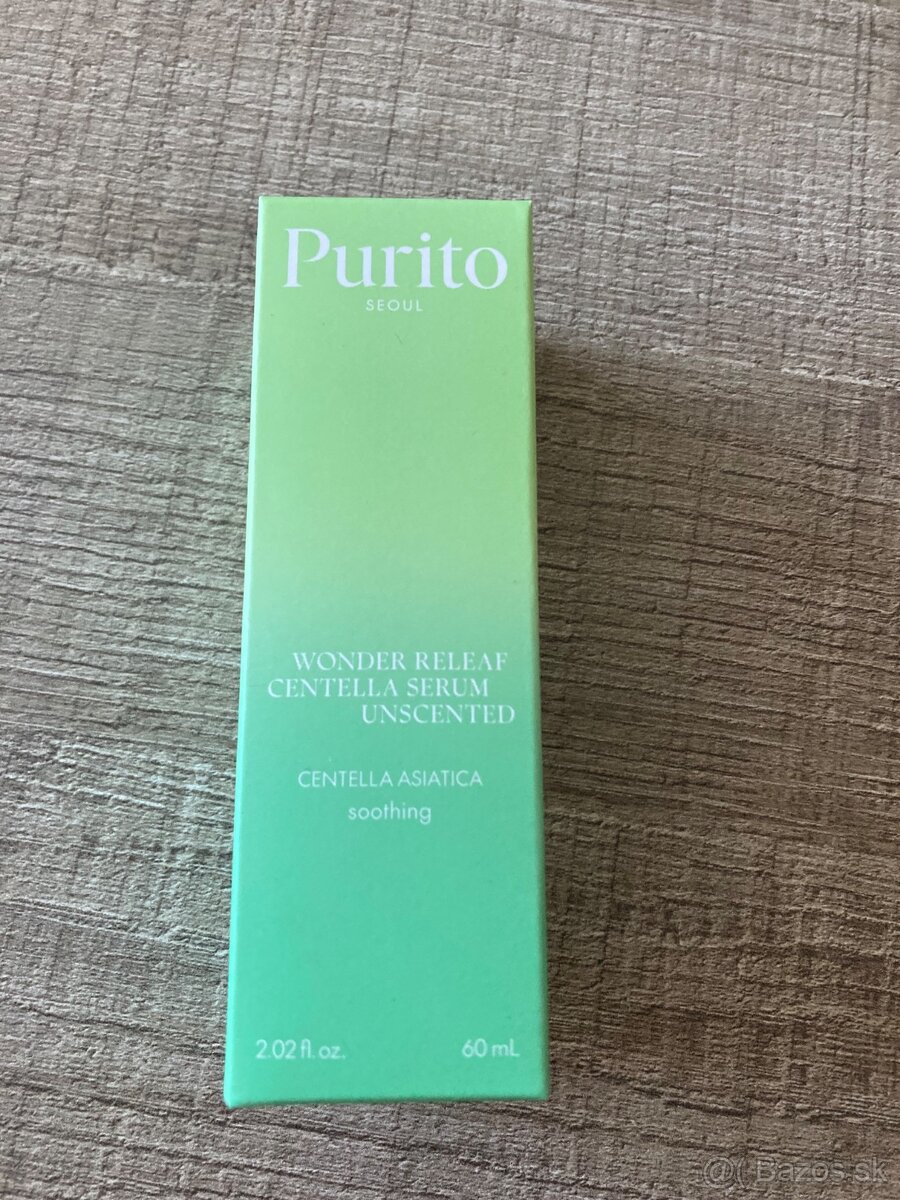 Purito
SEOUL
WONDER RELEAF
CENTELLA SERUM
UNSCENTED
CENTELLA ASIATICA
soothing
2.02 fl. oz. 60 mL
@( Bazos.sk